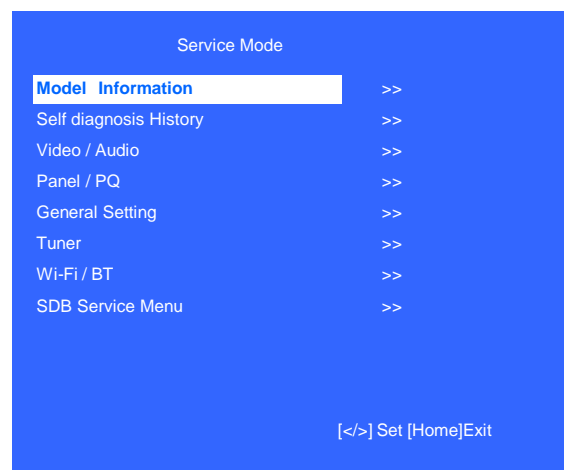 Service Mode
Model Information >>
Self diagnosis History >>
Video / Audio >>
Panel / PQ >>
General Setting >>
Tuner >>
Wi-Fi / BT >>
SDB Service Menu >>
[</>] Set [Home]Exit